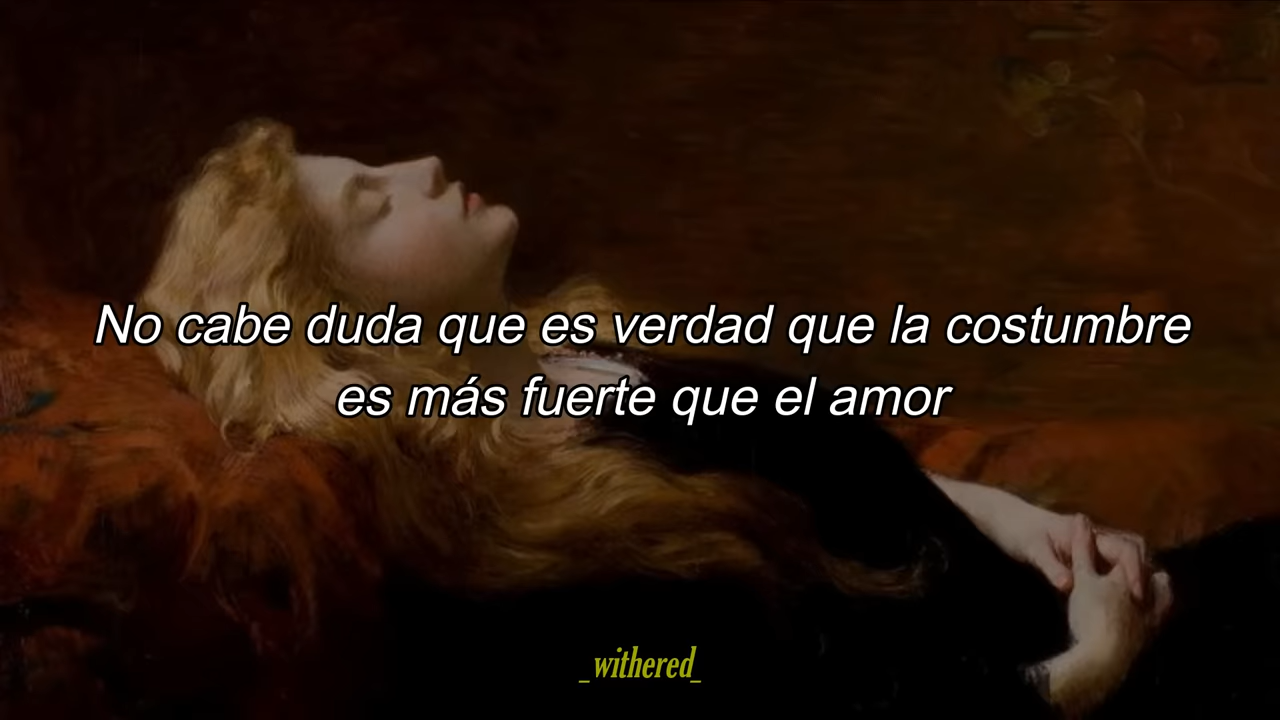 No cabe duda que es verdad que la costumbre
es más fuerte que el amor
_withered_